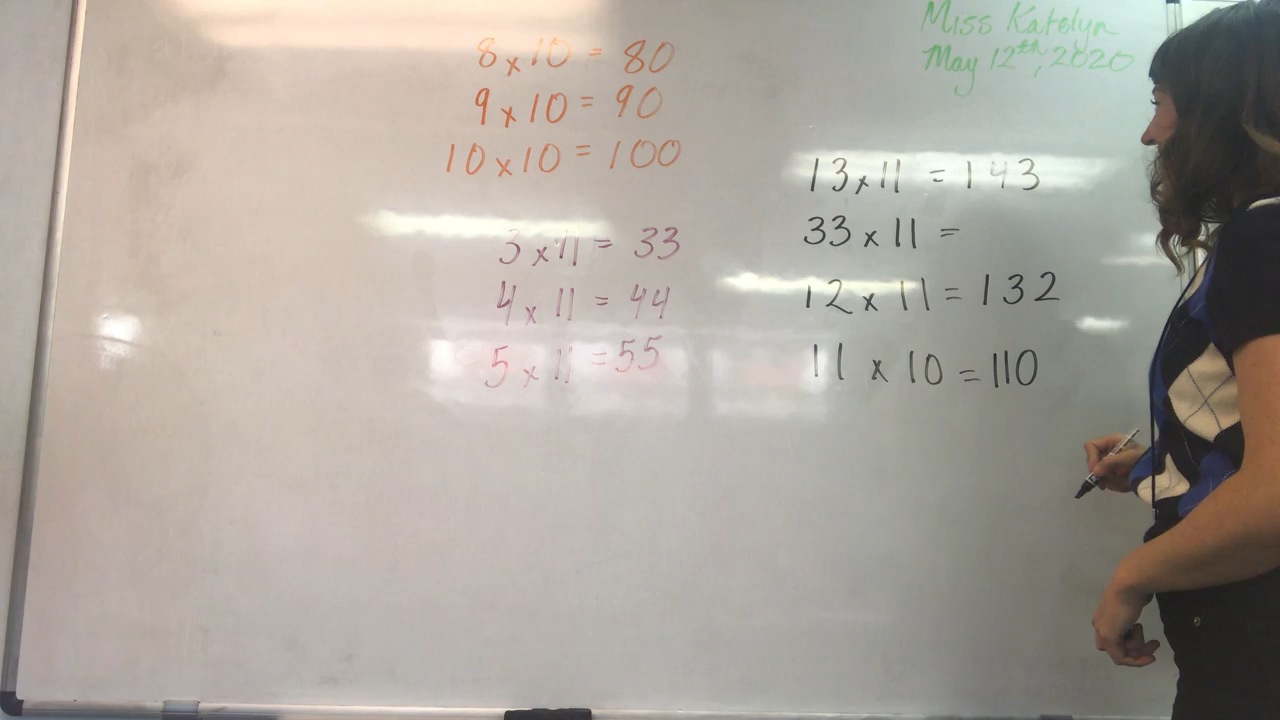 Miss Katelyn
May 12th, 2020
8 x 10 = 80
9 x 10 = 90
10 x 10 = 100
3 x 11 = 33
4 x 11 = 44
5 x 11 = 55
13 x 11 = 143
33 x 11 =
12 x 11 = 132
11 x 10 = 110